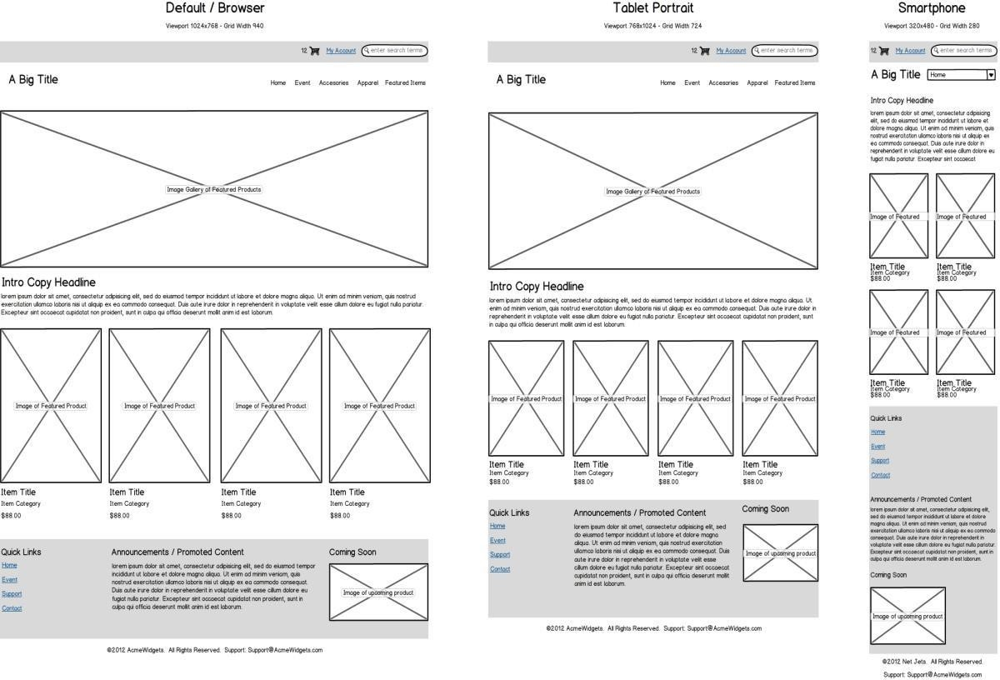 Default / Browser
Viewport 1024x768 - Grid Width 940
12 My Account enter search terms
A Big Title
Home Event Accesories Apparel Featured Items
Image Gallery of Featured Products
Intro Copy Headline
lorem ipsum dolor sit amet, consectetur adipisicing elit, sed do eiusmod tempor incididunt ut labore et dolore magna aliqua. Ut enim ad minim veniam, quis nostrud
exercitation ullamco laboris nisi ut aliquip ex ea commodo consequat. Duis aute irure dolor in reprehenderit in voluptate velit esse cillum dolore eu fugiat nulla pariatur.
Excepteur sint occaecat cupidatat non proident, sunt in culpa qui officia deserunt mollit anim id est laborum.
Image of Featured Product Image of Featured Product Image of Featured Product Image of Featured Product
Item Title Item Title Item Title Item Title
Item Category Item Category Item Category Item Category
$88.00 $88.00 $88.00 $88.00
Quick Links
Home
Event
Support
Contact
Announcements / Promoted Content
lorem ipsum dolor sit amet, consectetur adipisicing elit, sed do eiusmod tempor
incididunt ut labore et dolore magna aliqua. Ut enim ad minim veniam, quis
nostrud exercitation ullamco laboris nisi ut aliquip ex ea commodo consequat.
Duis aute irure dolor in reprehenderit in voluptate velit esse cillum dolore eu
fugiat nulla pariatur. Excepteur sint occaecat cupidatat non proident, sunt in
culpa qui officia deserunt mollit anim id est laborum.
Coming Soon
Image of upcoming product
©2012 AcmeWidgets. All Rights Reserved. Support: Support@AcmeWidgets.com
Tablet Portrait
Viewport 768x1024 - Grid Width 724
12 My Account enter search terms
A Big Title
Home Event Accesories Apparel Featured Items
Image Gallery of Featured Products
Intro Copy Headline
lorem ipsum dolor sit amet, consectetur adipisicing elit, sed do eiusmod tempor incididunt ut labore et dolore magna aliqua. Ut
enim ad minim veniam, quis nostrud exercitation ullamco laboris nisi ut aliquip ex ea commodo consequat. Duis aute irure dolor in
reprehenderit in voluptate velit esse cillum dolore eu fugiat nulla pariatur. Excepteur sint occaecat cupidatat non proident, sunt
in culpa qui officia deserunt mollit anim id est laborum.
Image of Featured Product Image of Featured Product Image of Featured Product Image of Featured Product
Item Title Item Title Item Title Item Title
Item Category Item Category Item Category Item Category
$88.00 $88.00 $88.00 $88.00
Quick Links
Home
Event
Support
Contact
Announcements / Promoted Content
lorem ipsum dolor sit amet, consectetur adipisicing elit, sed
do eiusmod tempor incididunt ut labore et dolore magna
aliqua. Ut enim ad minim veniam, quis nostrud exercitation
ullamco laboris nisi ut aliquip ex ea commodo consequat. Duis
aute irure dolor in reprehenderit in voluptate velit esse
cillum dolore eu fugiat nulla pariatur. Excepteur sint occaecat
cupidatat non proident, sunt in culpa qui officia deserunt mollit
anim id est laborum.
Coming Soon
Image of upcoming product
©2012 AcmeWidgets. All Rights Reserved. Support: Support@AcmeWidgets.com
Smartphone
Viewport 320x480 - Grid Width 280
12 My Account enter search terms
A Big Title Home
Intro Copy Headline
lorem ipsum dolor sit amet, consectetur adipisicing
elit, sed do eiusmod tempor incididunt ut labore et
dolore magna aliqua. Ut enim ad minim veniam, quis
nostrud exercitation ullamco laboris nisi ut aliquip ex
ea commodo consequat. Duis aute irure dolor in
reprehenderit in voluptate velit esse cillum dolore eu
fugiat nulla pariatur. Excepteur sint occaecat
Image of Featured Image of Featured
Item Title Item Title
Item Category Item Category
$88.00 $88.00
Image of Featured Image of Featured
Item Title Item Title
Item Category Item Category
$88.00 $88.00
Quick Links
Home
Event
Support
Contact
Announcements / Promoted Content
lorem ipsum dolor sit amet, consectetur adipisicing elit,
sed do eiusmod tempor incididunt ut labore et dolore
magna aliqua. Ut enim ad minim veniam, quis nostrud
exercitation ullamco laboris nisi ut aliquip ex ea commodo
consequat. Duis aute irure dolor in reprehenderit in
voluptate velit esse cillum dolore eu fugiat nulla pariatur.
Excepteur sint occaecat cupidatat non proident, sunt in
culpa qui officia deserunt mollit anim id est laborum.
Coming Soon
Image of upcoming product
©2012 Net Jets. All Rights Reserved.
Support: Support@AcmeWidgets.com